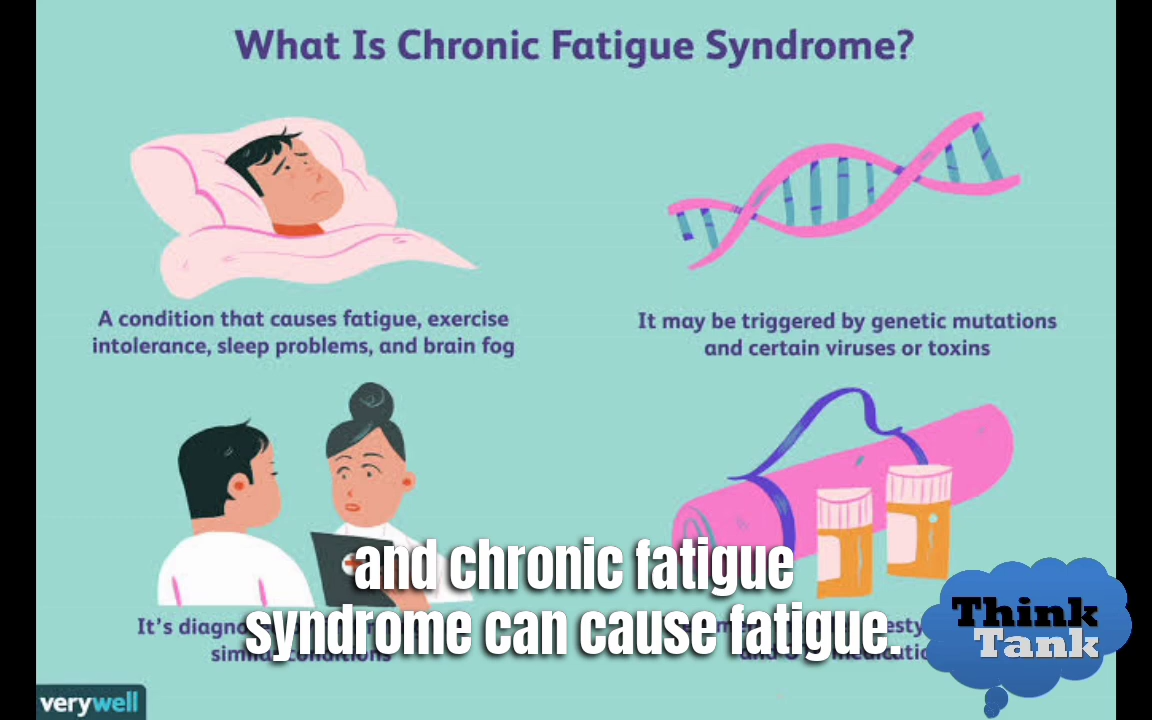 What Is Chronic Fatigue Syndrome?
A condition that causes fatigue, exercise
intolerance, sleep problems, and brain fog
It may be triggered by genetic mutations
and certain viruses or toxins
and chronic fatigue
syndrome can cause fatigue.
It's
conditions
and
Think
Tank
verywell